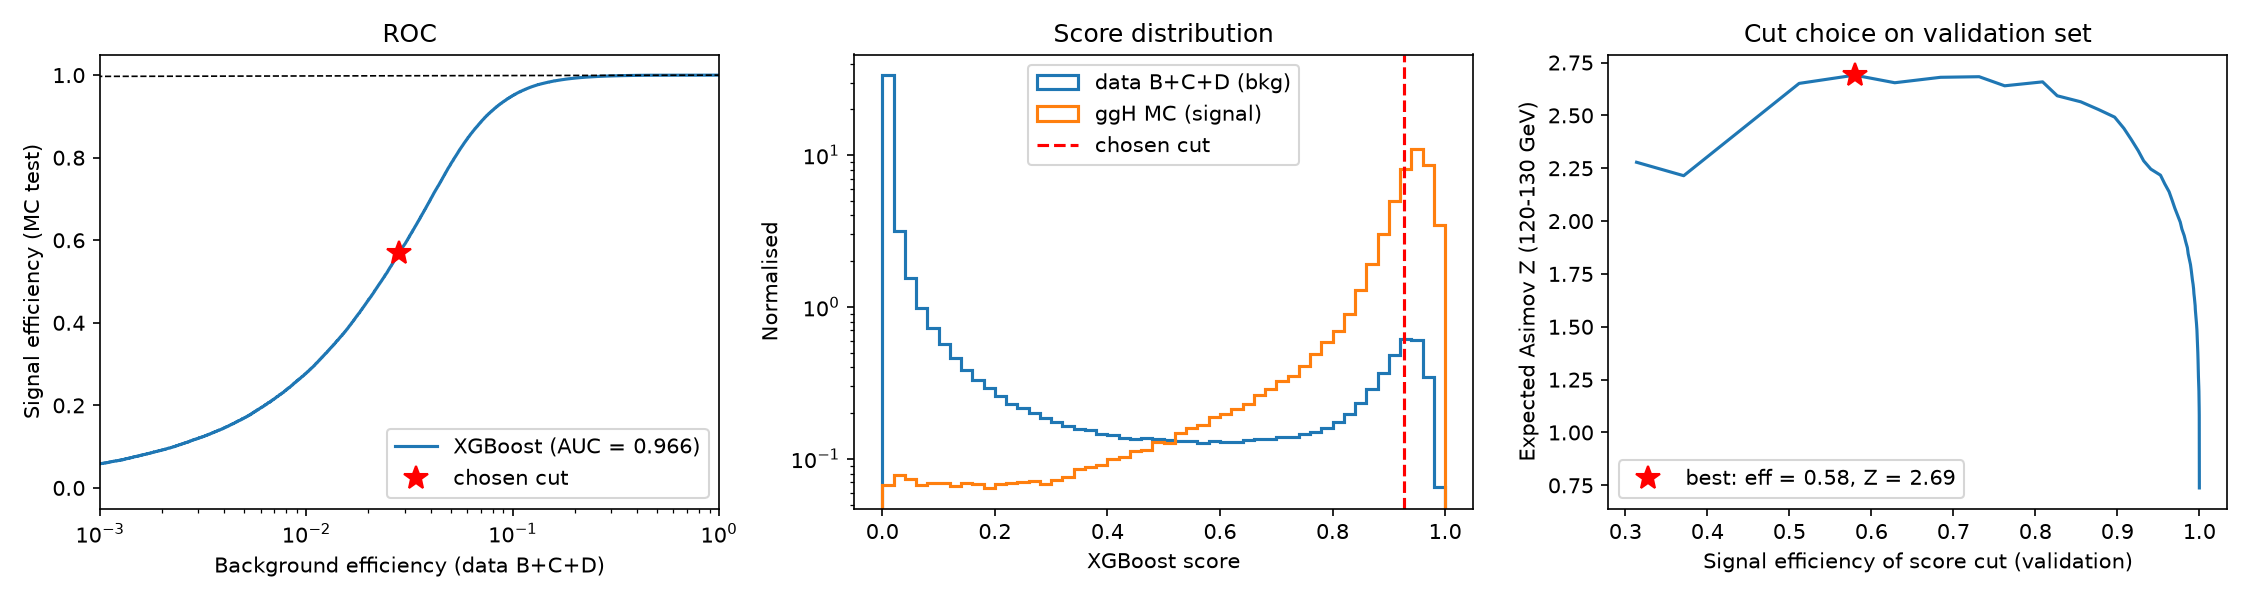 ROC
Signal efficiency (MC test)
1.0
0.8
0.6
0.4
0.2
0.0
XGBoost (AUC = 0.966)
chosen cut
10⁻³
10⁻²
10⁻¹
10⁰
Background efficiency (data B+C+D)
Score distribution
Normalised
10¹
10⁰
10⁻¹
data B+C+D (bkg)
ggH MC (signal)
chosen cut
0.0
0.2
0.4
0.6
0.8
1.0
XGBoost score
Cut choice on validation set
Expected Asimov Z (120-130 GeV)
2.75
2.50
2.25
2.00
1.75
1.50
1.25
1.00
0.75
best: eff = 0.58, Z = 2.69
0.3
0.4
0.5
0.6
0.7
0.8
0.9
1.0
Signal efficiency of score cut (validation)